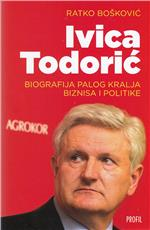 RATKO BOŠKOVIĆ
Ivica
Todorić
BIOGRAFIJA PALOG KRALJA
BIZNISA I POLITIKE
AGROKOR
PROFIL